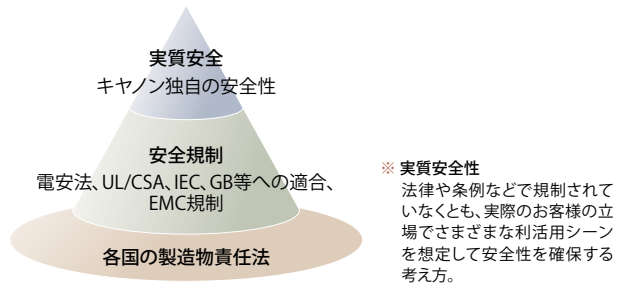 実質安全
キヤノン独自の安全性
安全規制
電安法、UL/CSA、IEC、GB等への適合、
EMC規制
各国の製造物責任法
※ 実質安全性
法律や条例などで規制されて
いなくとも、実際のお客様の立
場でさまざまな利活用シーン
を想定して安全性を確保する
考え方。